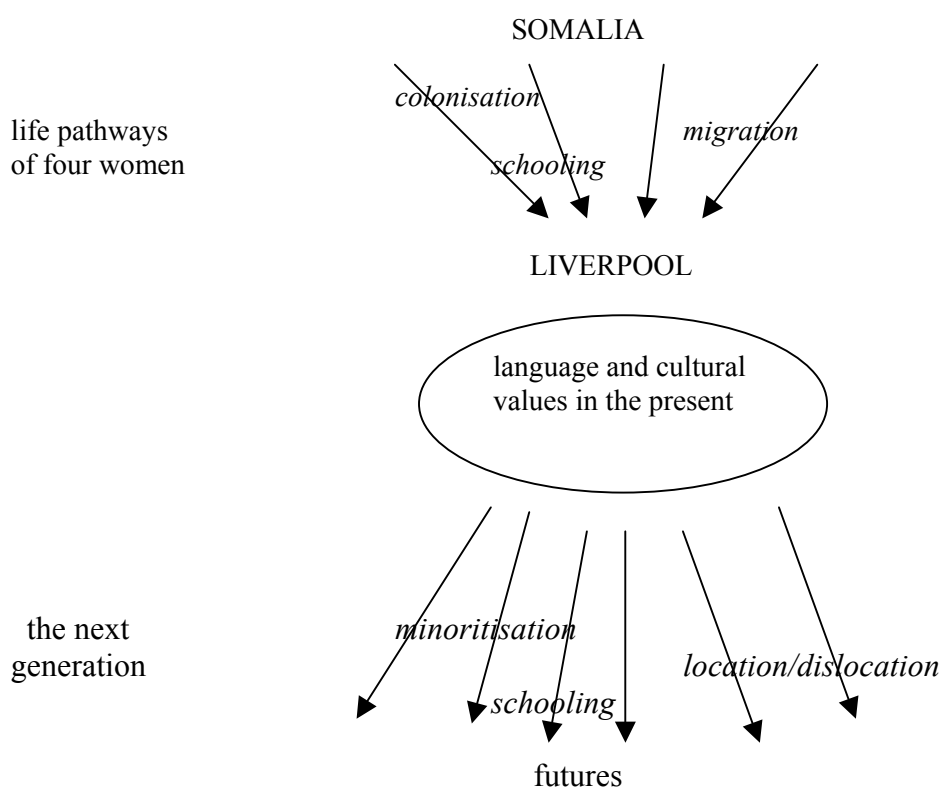 SOMALIA
colonisation
life pathways
of four women
migration
schooling
LIVERPOOL
language and cultural
values in the present
the next
generation
minoritisation
location/dislocation
schooling
futures